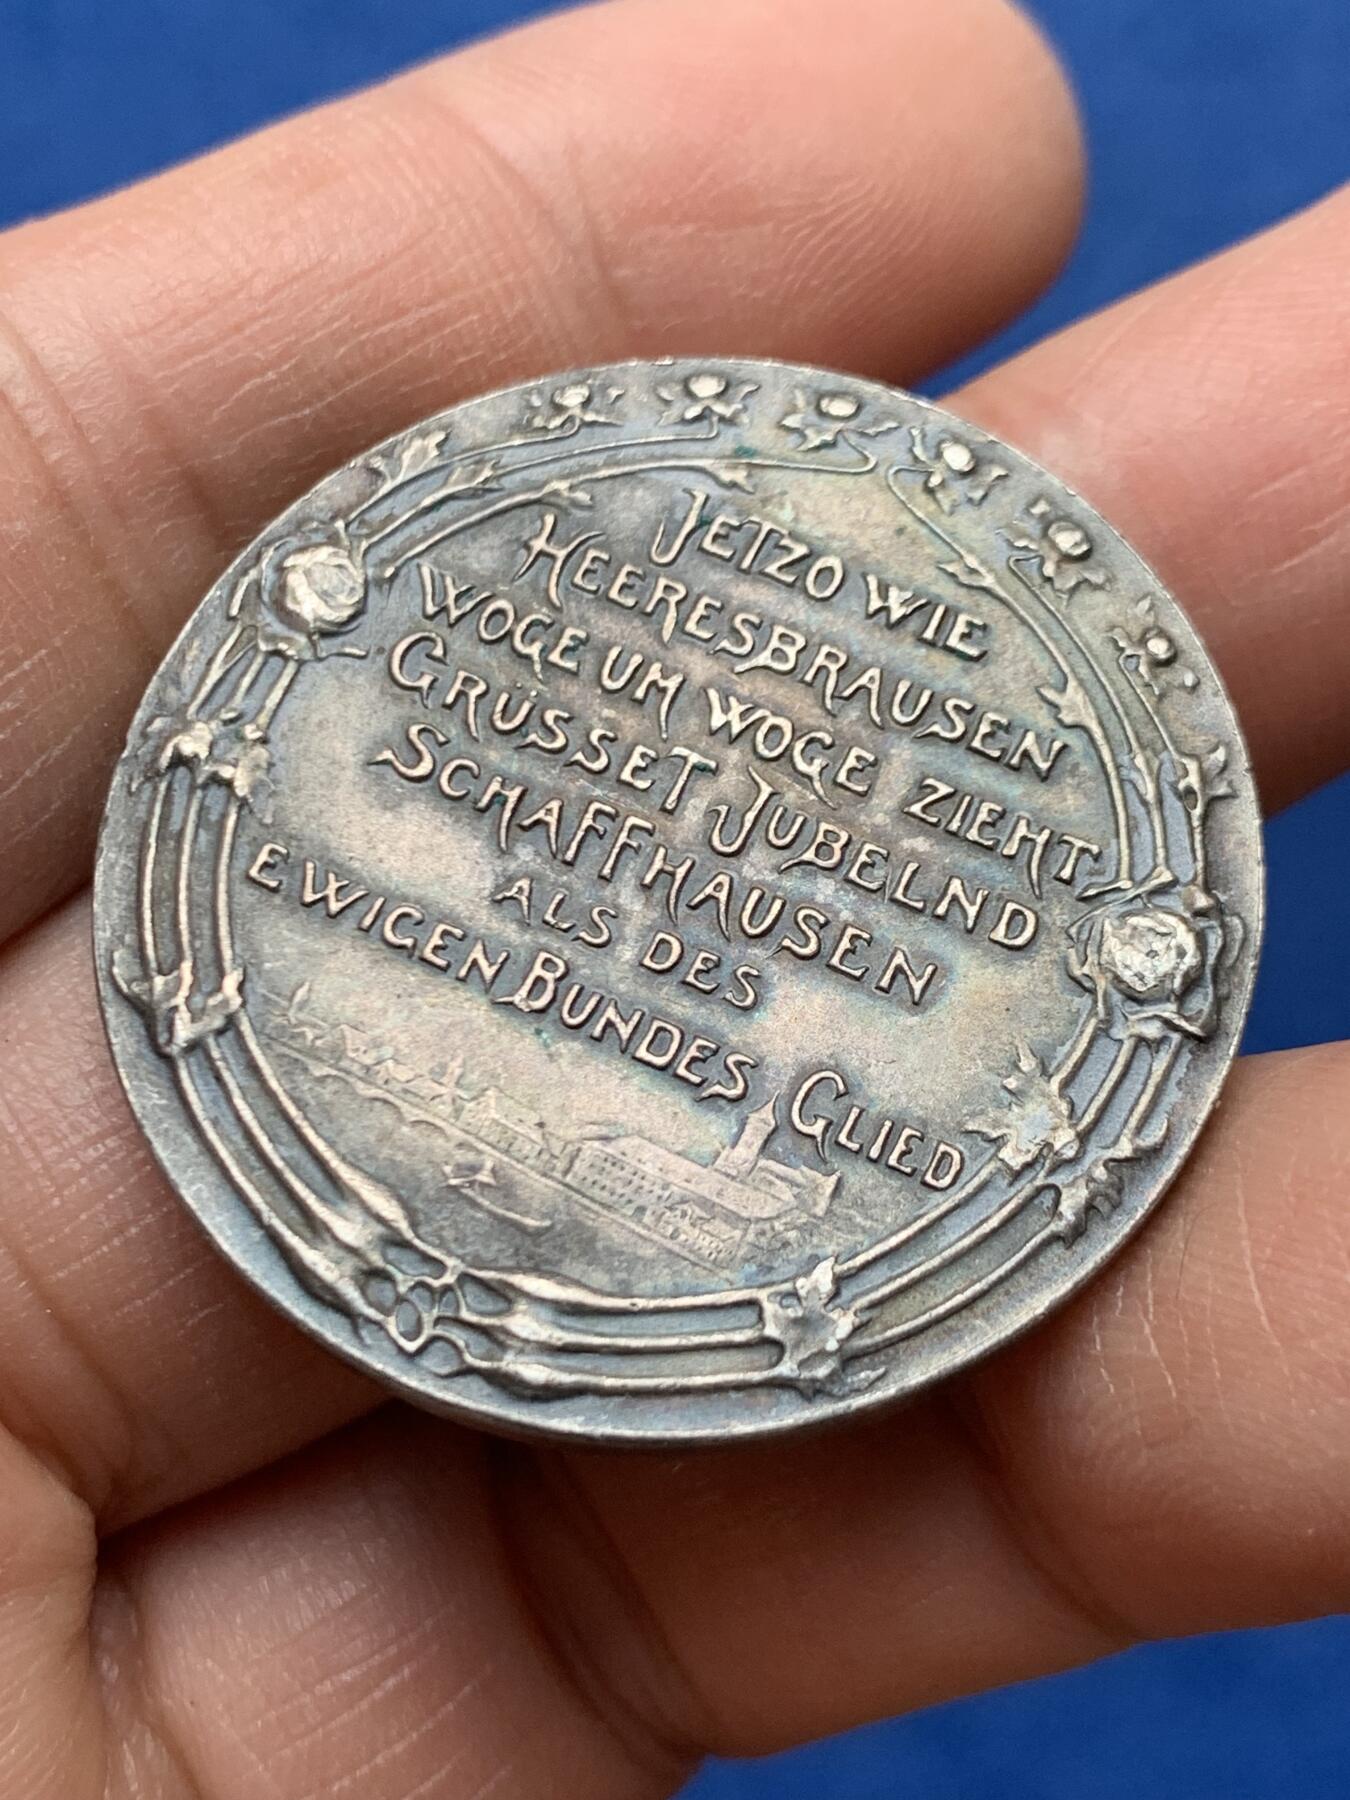 JETZO WIE
HEERESBRAUSEN
WOGE UM WOGE ZIEHT
GRÜSSET JUBELND
SCHAFFHAUSEN
ALS DES
EWIGEN BUNDES GLIED